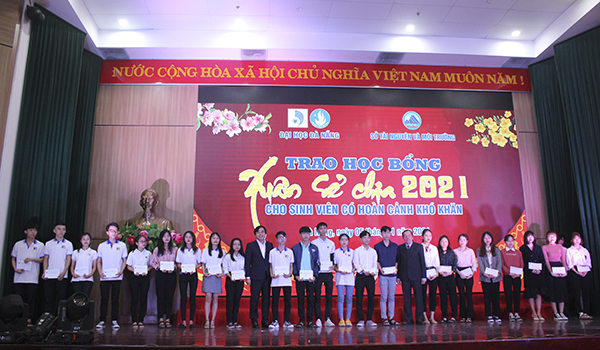 NƯỚC CỘNG HÒA XÃ HỘI CHỦ NGHĨA VIỆT NAM MUÔN NĂM !
ĐẠI HỌC ĐÀ NẴNG
SỞ TÀI NGUYÊN VÀ MÔI TRƯỜNG
TRAO HỌC BỔNG
Xuân sẻ chia 2021
CHO SINH VIÊN CÓ HOÀN CẢNH KHÓ KHĂN
ngày